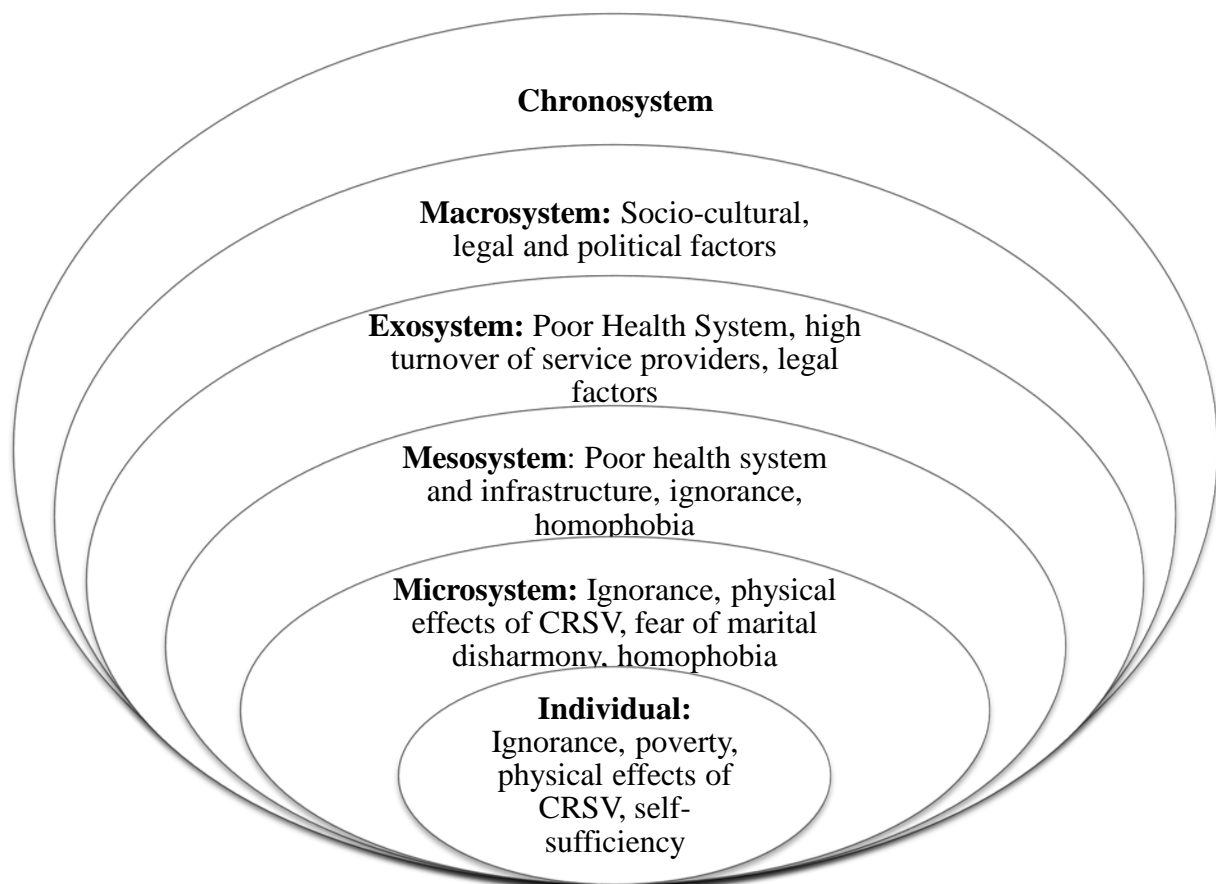 Chronosystem
Macrosystem: Socio-cultural,
legal and political factors
Exosystem: Poor Health System, high
turnover of service providers, legal
factors
Mesosystem: Poor health system
and infrastructure, ignorance,
homophobia
Microsystem: Ignorance, physical
effects of CRSV, fear of marital
disharmony, homophobia
Individual:
Ignorance, poverty,
physical effects of
CRSV, self-
sufficiency